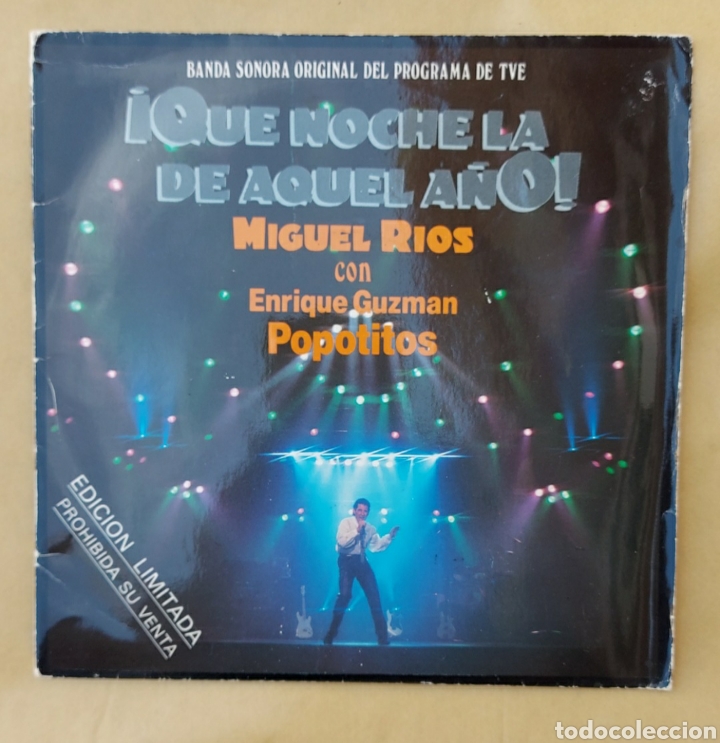 BANDA SONORA ORIGINAL DEL PROGRAMA DE TVE
¡QUE NOCHE LA
DE AQUEL AÑO!
MIGUEL RIOS
con
Enrique Guzman
Popotitos
EDICION LIMITADA
PROHIBIDA SU VENTA
todocoleccion